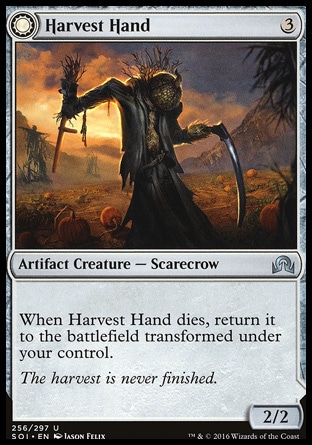 Harvest Hand 3
Artifact Creature — Scarecrow
When Harvest Hand dies, return it
to the battlefield transformed under
your control.
The harvest is never finished.
2/2
256/297 U
SOI • EN Jason Felix ™ & © 2016 Wizards of the Coast